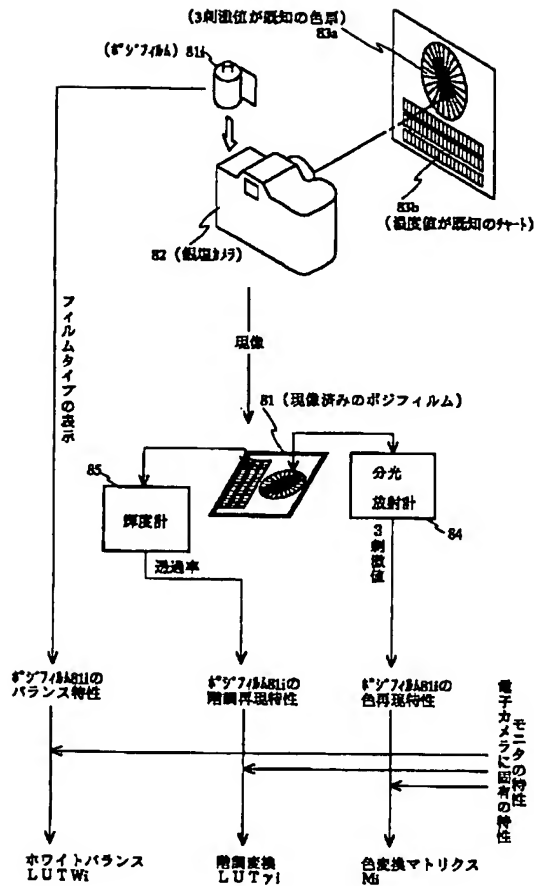 (3刺激値が既知の色票)
83a
(ポジフィルム) 81i
83b
(濃度値が既知のチャート)
82 (銀塩カメラ)
フィルムタイプの表示
現像
81 (現像済みのポジフィルム)
85
輝度計
分光
放射計
84
透過率
3刺激値
ポジフィルム81iの
バランス特性
ポジフィルム81iの
階調再現特性
ポジフィルム81iの
色再現特性
モニタの特性
電子カメラに固有の特性
ホワイトバランス
LUTWi
階調変換
LUTγi
色変換マトリクス
Mi